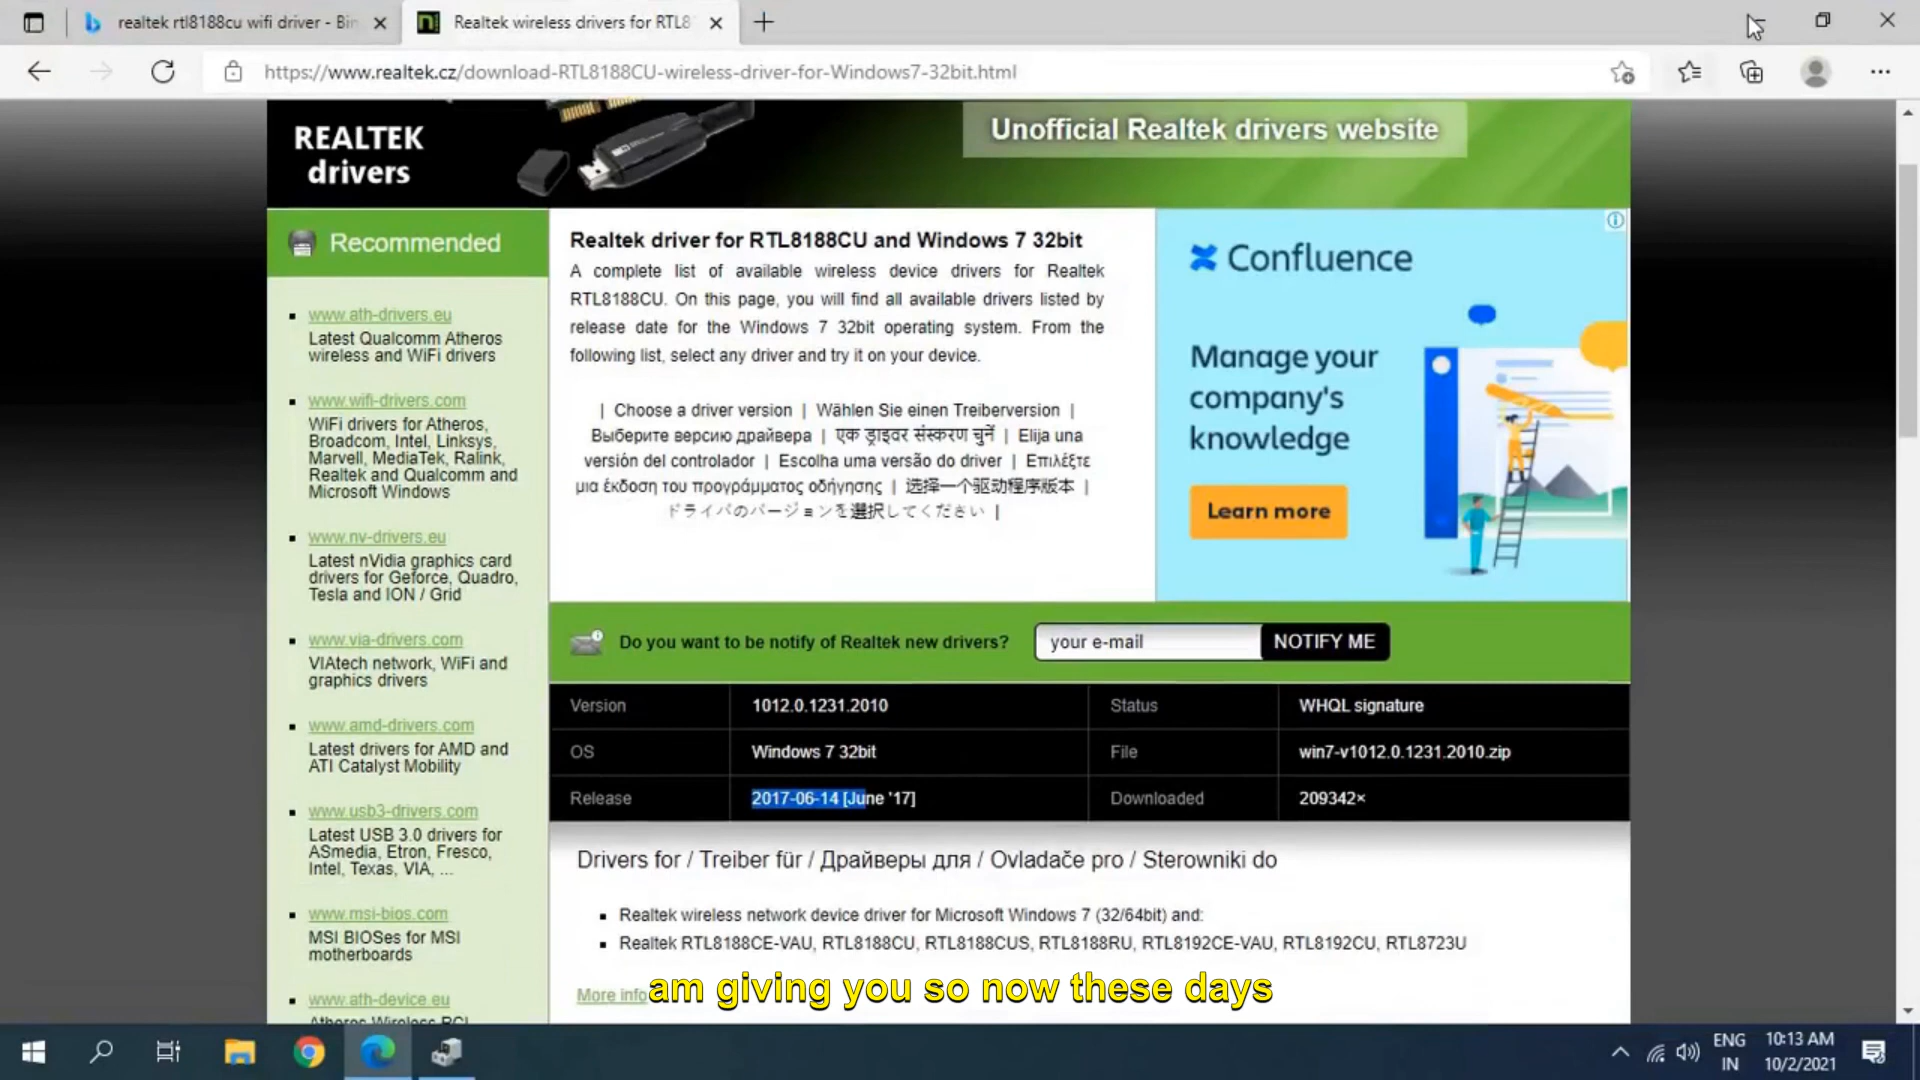 realtek rtl8188cu wifi driver - Bin
Realtek wireless drivers for RTL8
https://www.realtek.cz/download-RTL8188CU-wireless-driver-for-Windows7-32bit.html
REALTEK
drivers
Unofficial Realtek drivers website
Recommended
www.ath-drivers.eu
Latest Qualcomm Atheros
wireless and WiFi drivers
www.wifi-drivers.com
WiFi drivers for Atheros,
Broadcom, Intel, Linksys,
Marvell, MediaTek, Ralink,
Realtek and Qualcomm and
Microsoft Windows
www.nv-drivers.eu
Latest nVidia graphics card
drivers for Geforce, Quadro,
Tesla and ION / Grid
www.via-drivers.com
VIAtech network, WiFi and
graphics drivers
www.amd-drivers.com
Latest drivers for AMD and
ATI Catalyst Mobility
www.usb3-drivers.com
Latest USB 3.0 drivers for
ASmedia, Etron, Fresco,
Intel, Texas, VIA, ...
www.msi-bios.com
MSI BIOSes for MSI
motherboards
www.ath-device.eu
Atheros Wireless PCI
Realtek driver for RTL8188CU and Windows 7 32bit
A complete list of available wireless device drivers for Realtek
RTL8188CU. On this page, you will find all available drivers listed by
release date for the Windows 7 32bit operating system. From the
following list, select any driver and try it on your device.
| Choose a driver version | Wählen Sie einen Treiberversion |
Выберите версию драйвера | एक ड्राइवर संस्करण चुनें | Elija una
versión del controlador | Escolha uma versão do driver | Επιλέξτε
μια έκδοση του προγράμματος οδήγησης | 选择一个驱动程序版本 |
ドライバのバージョンを選択してください |
Confluence
Manage your
company's
knowledge
Learn more
Do you want to be notify of Realtek new drivers? your e-mail NOTIFY ME
Version 1012.0.1231.2010 Status WHQL signature
OS Windows 7 32bit File win7-v1012.0.1231.2010.zip
Release 2017-06-14 [June '17] Downloaded 209342×
Drivers for / Treiber für / Драйверы для / Ovladače pro / Sterowniki do
Realtek wireless network device driver for Microsoft Windows 7 (32/64bit) and:
Realtek RTL8188CE-VAU, RTL8188CU, RTL8188CUS, RTL8188RU, RTL8192CE-VAU, RTL8192CU, RTL8723U
More info
am giving you so now these days
ENG
IN
10:13 AM
10/2/2021